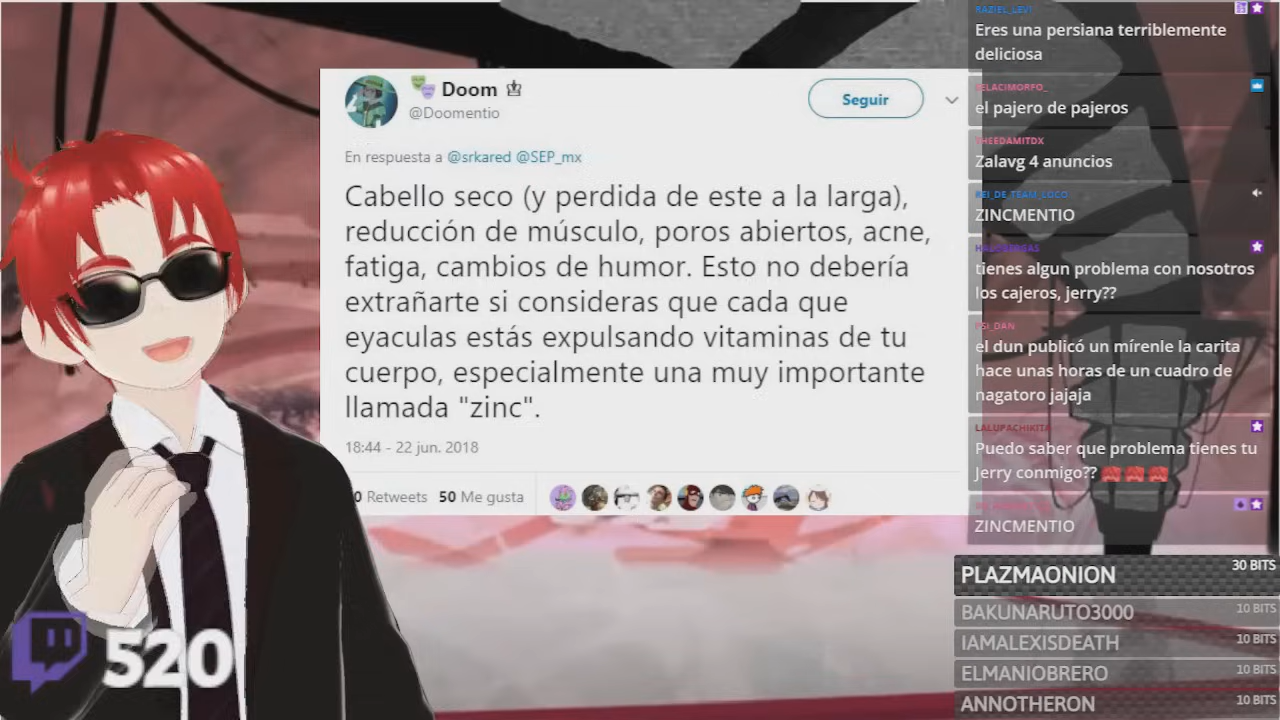 Doom
@Doomentio
Seguir
En respuesta a @srkared @SEP_mx
Cabello seco (y perdida de este a la larga),
reducción de músculo, poros abiertos, acne,
fatiga, cambios de humor. Esto no debería
extrañarte si consideras que cada que
eyaculas estás expulsando vitaminas de tu
cuerpo, especialmente una muy importante
llamada "zinc".
18:44 - 22 jun. 2018
0 Retweets 50 Me gusta
520
Eres una persiana terriblemente
deliciosa
el pajero de pajeros
Zalavg 4 anuncios
ZINCMENTIO
tienes algun problema con nosotros
los cajeros, jerry??
el dun publicó un mírenle la carita
hace unas horas de un cuadro de
nagatoro jajaja
LALUPACHIKITA
Puedo saber que problema tienes tu
Jerry conmigo??
ZINCMENTIO
PLAZMAONION 30 BITS
BAKUNARUTO3000 10 BITS
IAMALEXISDEATH 10 BITS
ELMANIOBRERO 10 BITS
ANNOTHERON 10 BITS